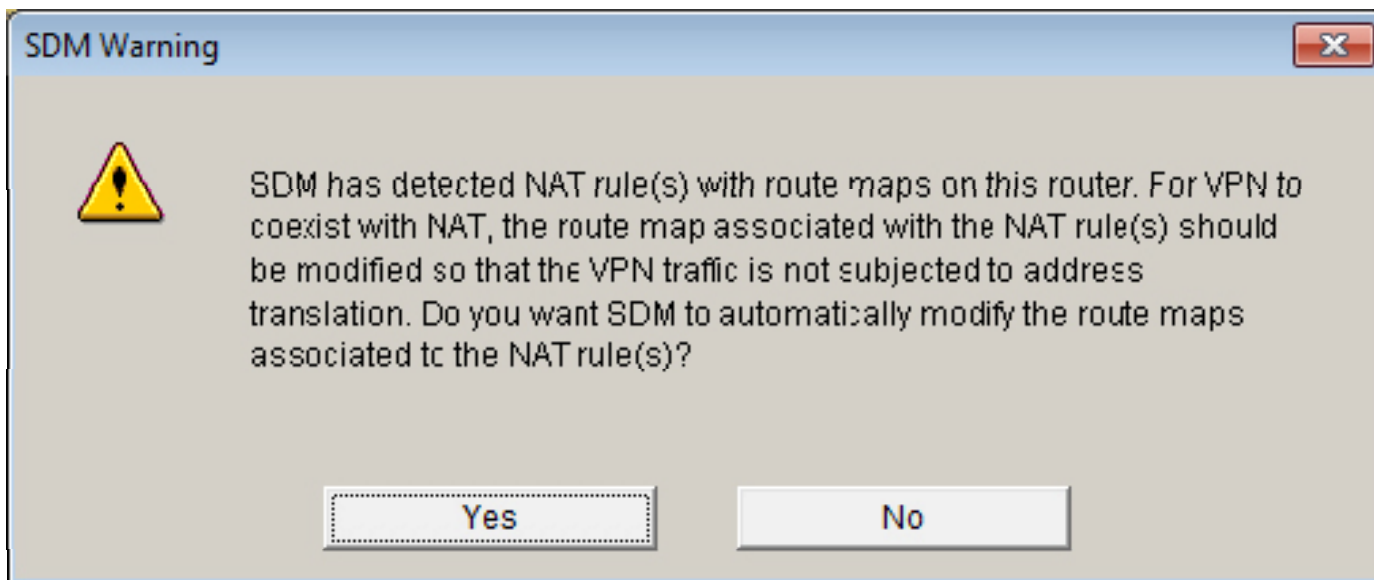 SDM Warning
SDM has detected NAT rule(s) with route maps on this router. For VPN to
coexist with NAT, the route map associated with the NAT rule(s) should
be modified so that the VPN traffic is not subjected to address
translation. Do you want SDM to automatically modify the route maps
associated to the NAT rule(s)?
Yes
No